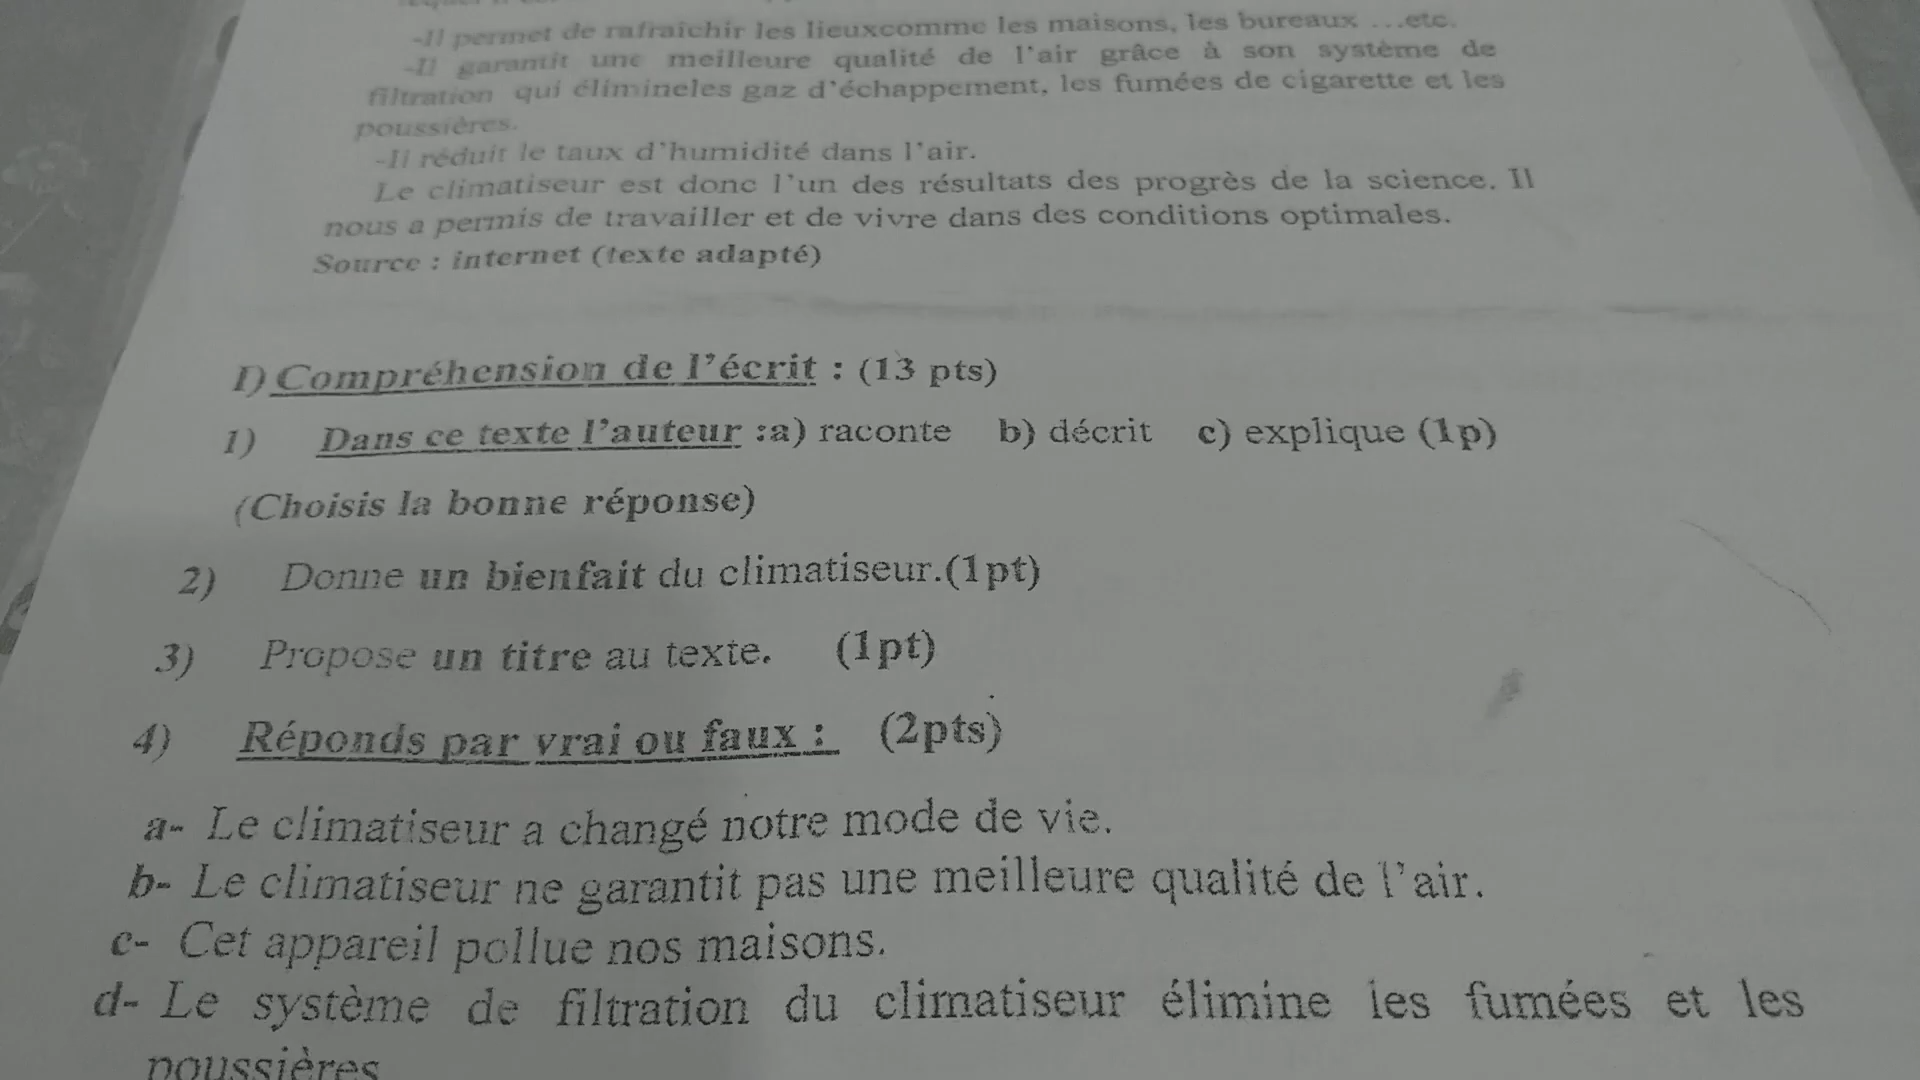 -Il permet de rafraîchir les lieuxcomme les maisons, les bureaux ...etc.
-Il garantit une meilleure qualité de l'air grâce à son système de
filtration qui élimineles gaz d'échappement, les fumées de cigarette et les
poussières.
-Il réduit le taux d'humidité dans l'air.
Le climatiseur est donc l'un des résultats des progrès de la science. Il
nous a permis de travailler et de vivre dans des conditions optimales.
Source : internet (texte adapté)
I) Compréhension de l'écrit : (13 pts)
1) Dans ce texte l'auteur :a) raconte b) décrit c) explique (1p)
(Choisis la bonne réponse)
2) Donne un bienfait du climatiseur.(1pt)
3) Propose un titre au texte. (1pt)
4) Réponds par vrai ou faux : (2pts)
a- Le climatiseur a changé notre mode de vie.
b- Le climatiseur ne garantit pas une meilleure qualité de l'air.
c- Cet appareil pollue nos maisons.
d- Le système de filtration du climatiseur élimine les fumées et les
poussières